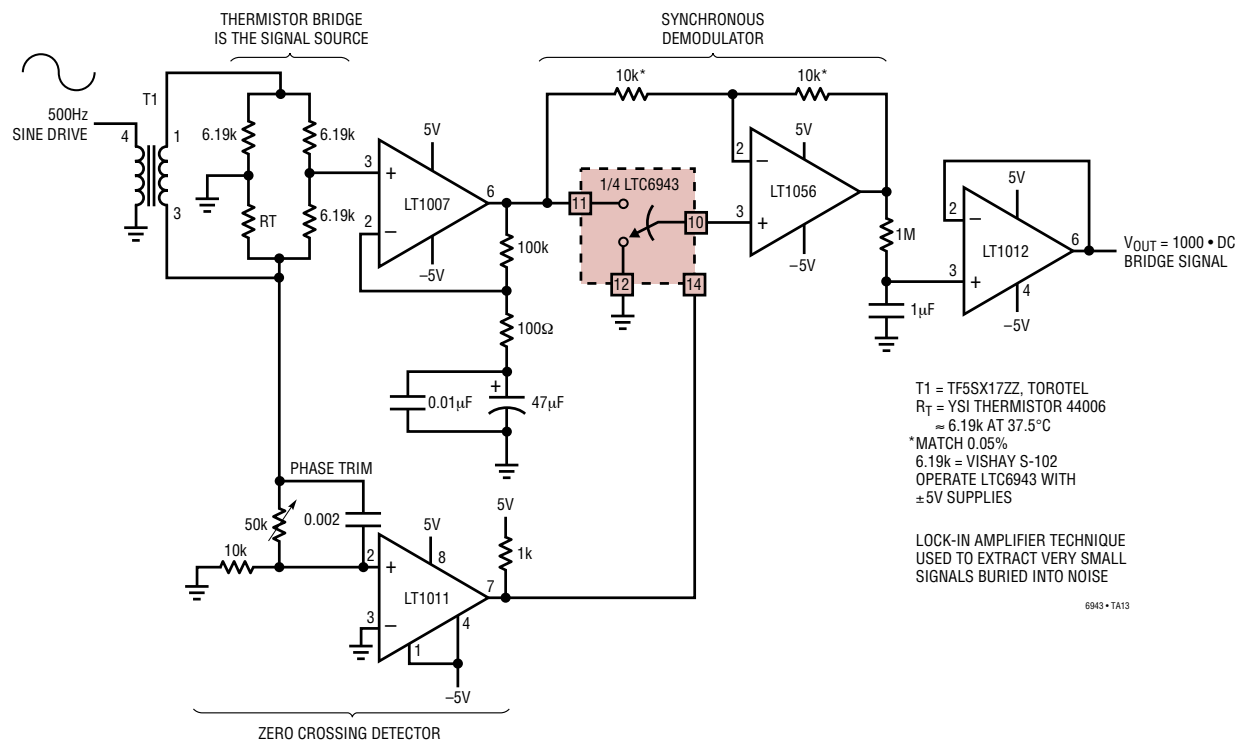 THERMISTOR BRIDGE
IS THE SIGNAL SOURCE
SYNCHRONOUS
DEMODULATOR
500Hz
SINE DRIVE
T1
4
1
3
6.19k
6.19k
RT
6.19k
5V
3
+
2
–
LT1007
6
–5V
100k
100Ω
0.01µF
+
47µF
10k*
10k*
1/4 LTC6943
11
10
12
14
5V
2
–
LT1056
3
+
–5V
1M
1µF
5V
2
–
LT1012
6
3
+
4
–5V
VOUT = 1000 • DC
BRIDGE SIGNAL
T1 = TF5SX17ZZ, TOROTEL
RT = YSI THERMISTOR 44006
≈ 6.19k AT 37.5°C
*MATCH 0.05%
6.19k = VISHAY S-102
OPERATE LTC6943 WITH
±5V SUPPLIES
LOCK-IN AMPLIFIER TECHNIQUE
USED TO EXTRACT VERY SMALL
SIGNALS BURIED INTO NOISE
6943 • TA13
PHASE TRIM
50k
0.002
10k
5V
8
2
+
LT1011
7
3
–
1
4
–5V
5V
1k
ZERO CROSSING DETECTOR